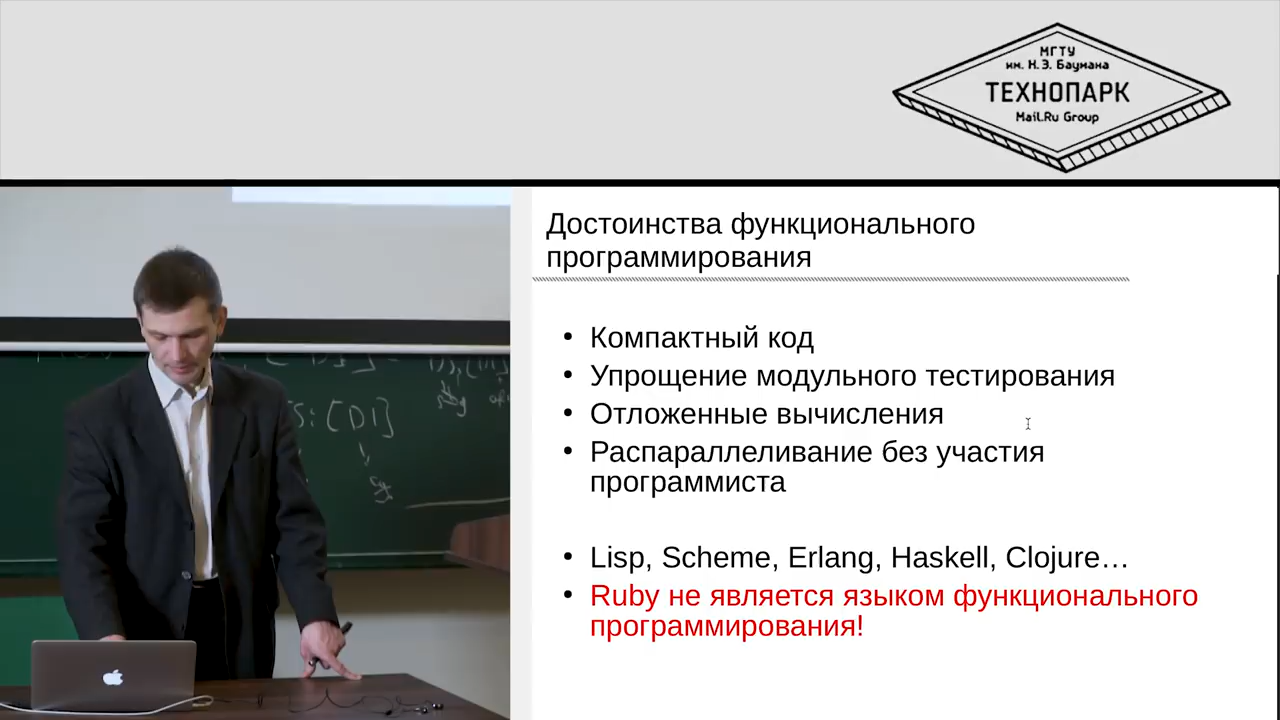 МГТУ
им. Н.Э. Баумана
ТЕХНОПАРК
Mail.Ru Group
Достоинства функционального
программирования
• Компактный код
• Упрощение модульного тестирования
• Отложенные вычисления
• Распараллеливание без участия
программиста
• Lisp, Scheme, Erlang, Haskell, Clojure…
• Ruby не является языком функционального
программирования!